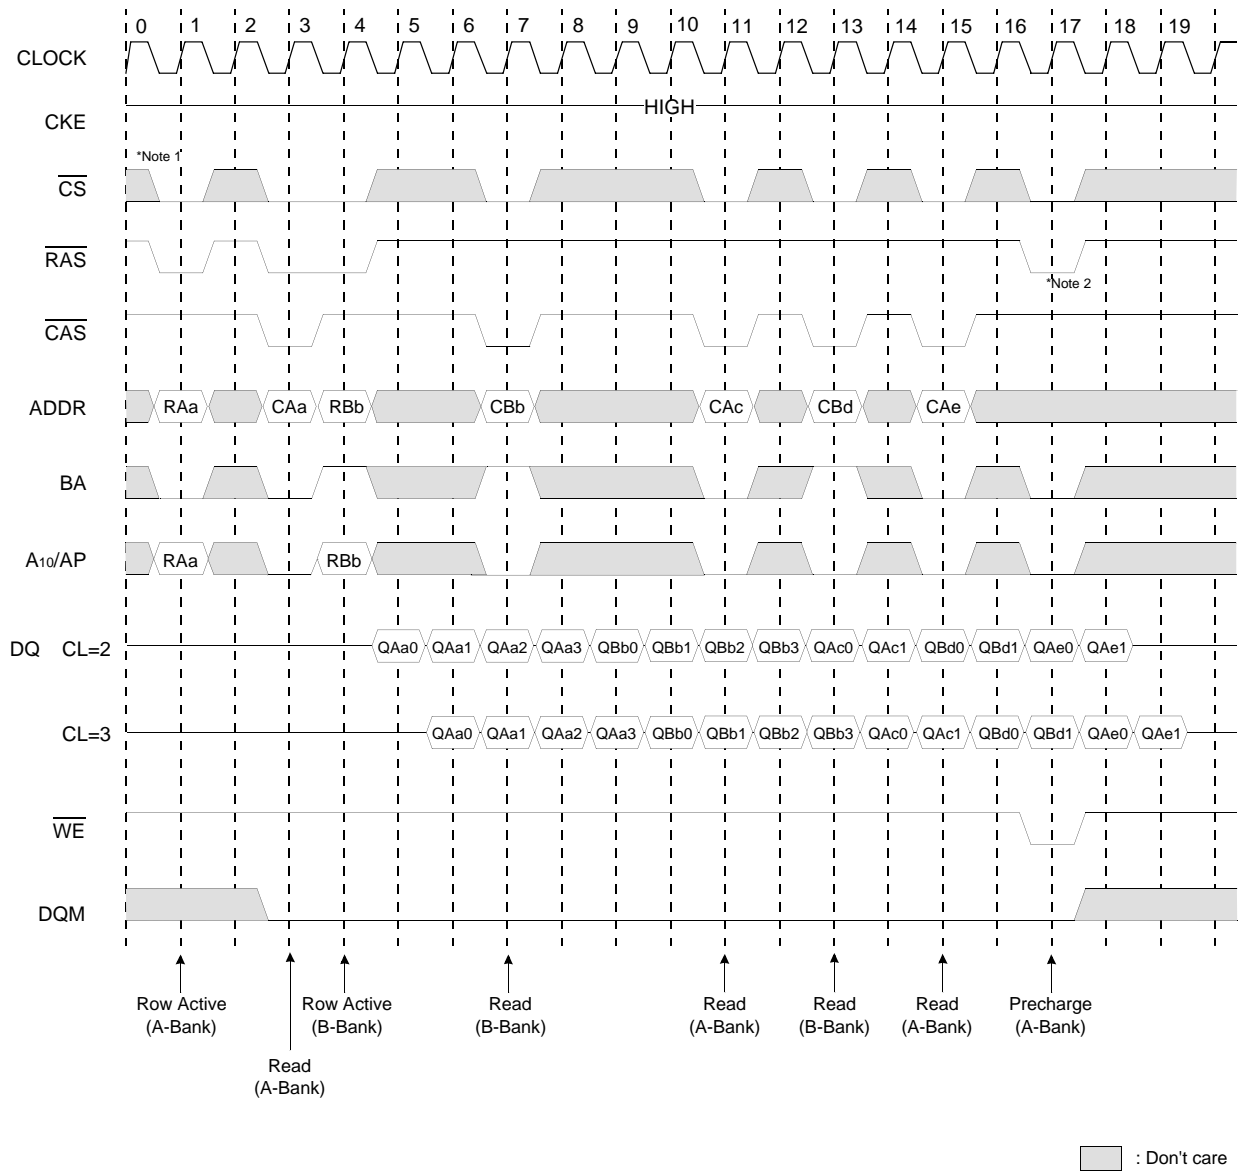 0 1 2 3 4 5 6 7 8 9 10 11 12 13 14 15 16 17 18 19
CLOCK
CKE HIGH
*Note 1
CS
RAS
*Note 2
CAS
ADDR RAa CAa RBb CBb CAc CBd CAe
BA
A10/AP RAa RBb
DQ CL=2 QAa0 QAa1 QAa2 QAa3 QBb0 QBb1 QBb2 QBb3 QAc0 QAc1 QBd0 QBd1 QAe0 QAe1
CL=3 QAa0 QAa1 QAa2 QAa3 QBb0 QBb1 QBb2 QBb3 QAc0 QAc1 QBd0 QBd1 QAe0 QAe1
WE
DQM
Row Active Row Active Read Read Read Read Precharge
(A-Bank) (B-Bank) (B-Bank) (A-Bank) (B-Bank) (A-Bank) (A-Bank)
Read
(A-Bank)
: Don't care